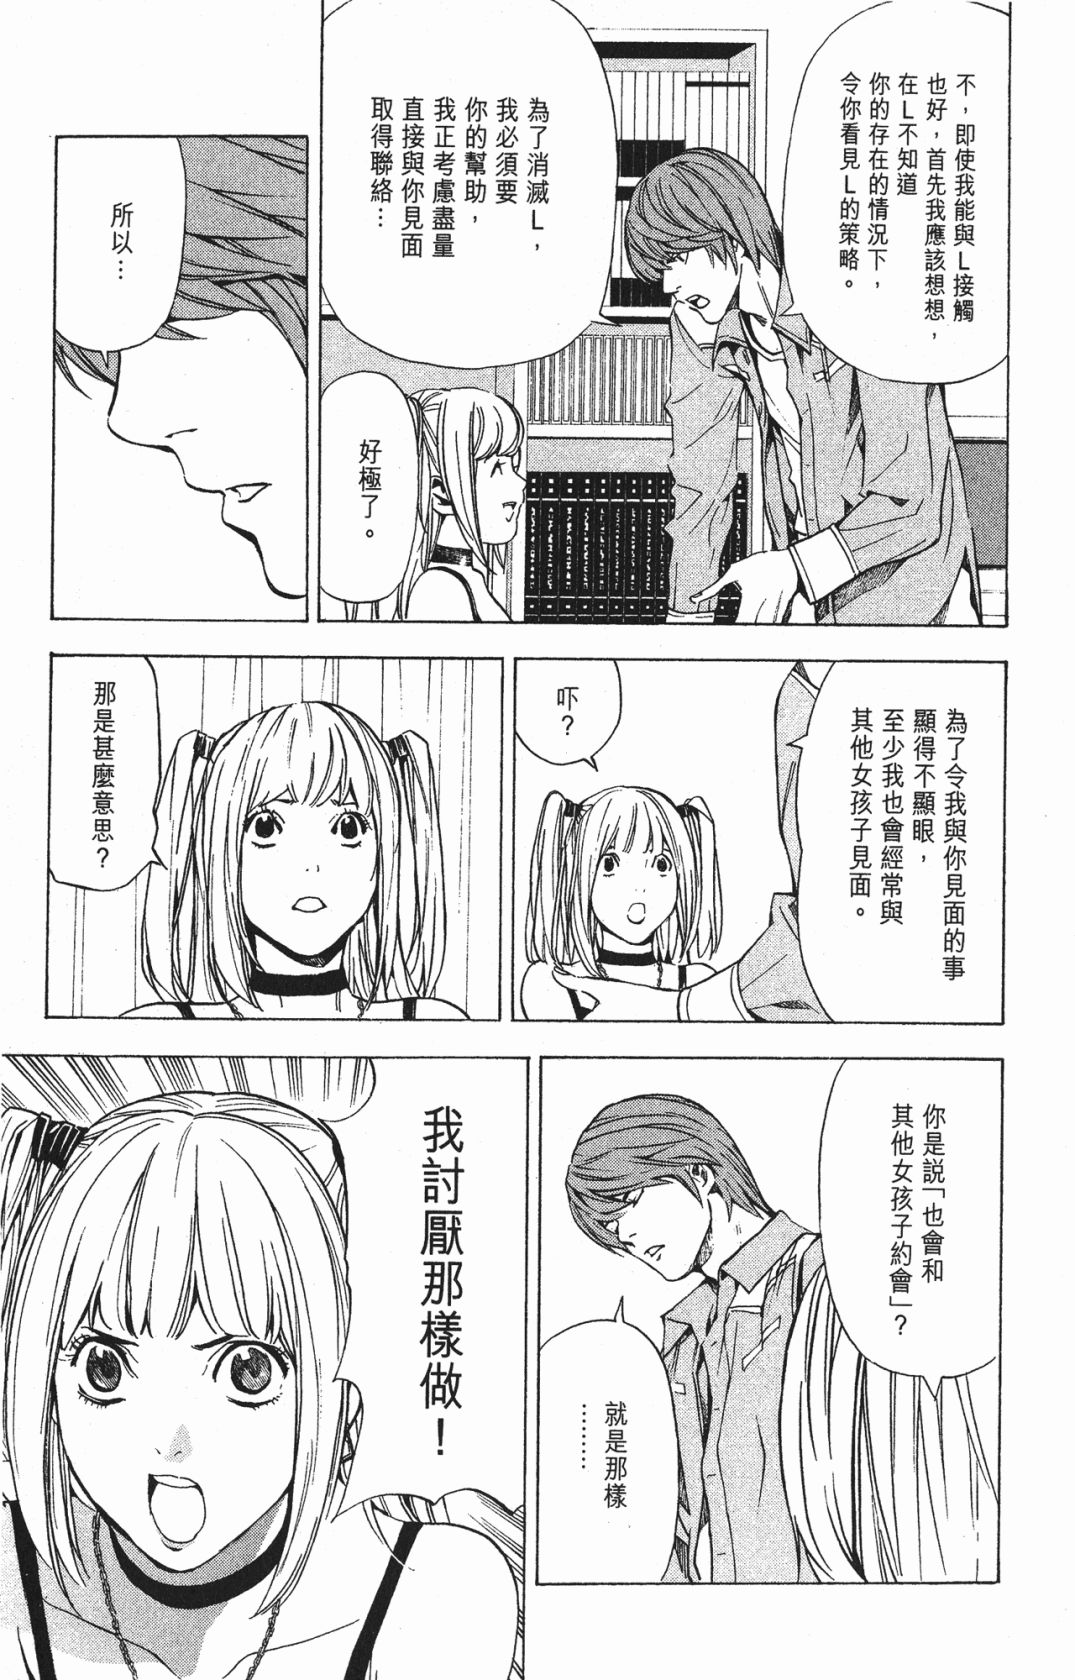 不，即使我能與L接觸
也好，首先我應該想想，
在L不知道
你的存在的情況下，
令你看見L的策略。
為了消滅L，
我必須要
你的幫助，
我正考慮盡量
直接與你見面
取得聯絡…
好極了。
所以…
為了令我與你見面的事
顯得不顯眼，
至少我也會經常與
其他女孩子見面。
吓？
那是甚麼意思？
你是説「也會和
其他女孩子約會」？
就是那樣
………
我討厭那樣做！